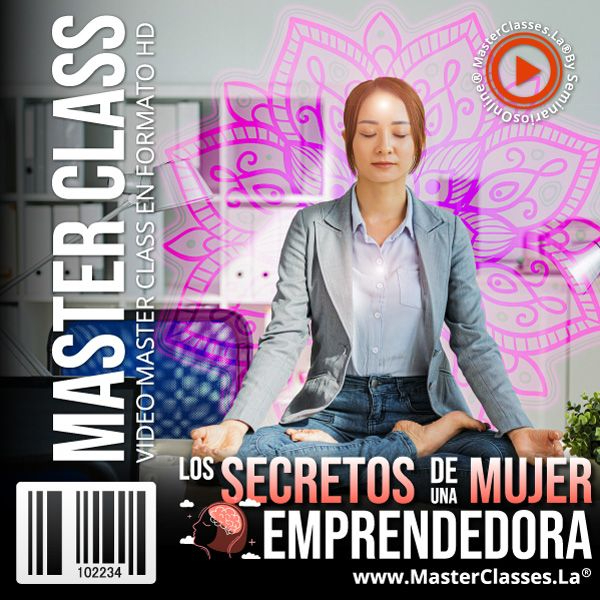 MasterClasses.La® By SeminariosOnline®
MASTER CLASS
VIDEO MASTER CLASS EN FORMATO HD
LOS SECRETOS DE UNA MUJER
EMPRENDEDORA
102234
www.MasterClasses.La®